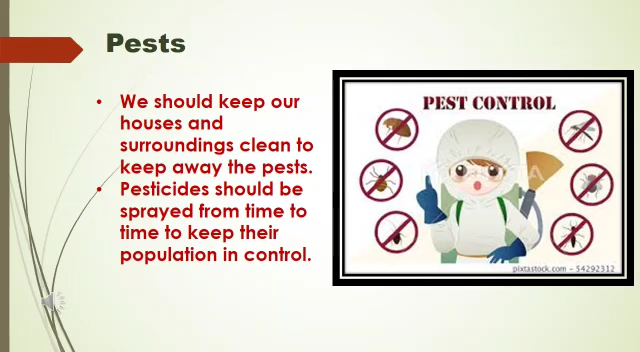 Pests
• We should keep our
houses and
surroundings clean to
keep away the pests.
• Pesticides should be
sprayed from time to
time to keep their
population in control.
PEST CONTROL
pixtastock.com - 54292312